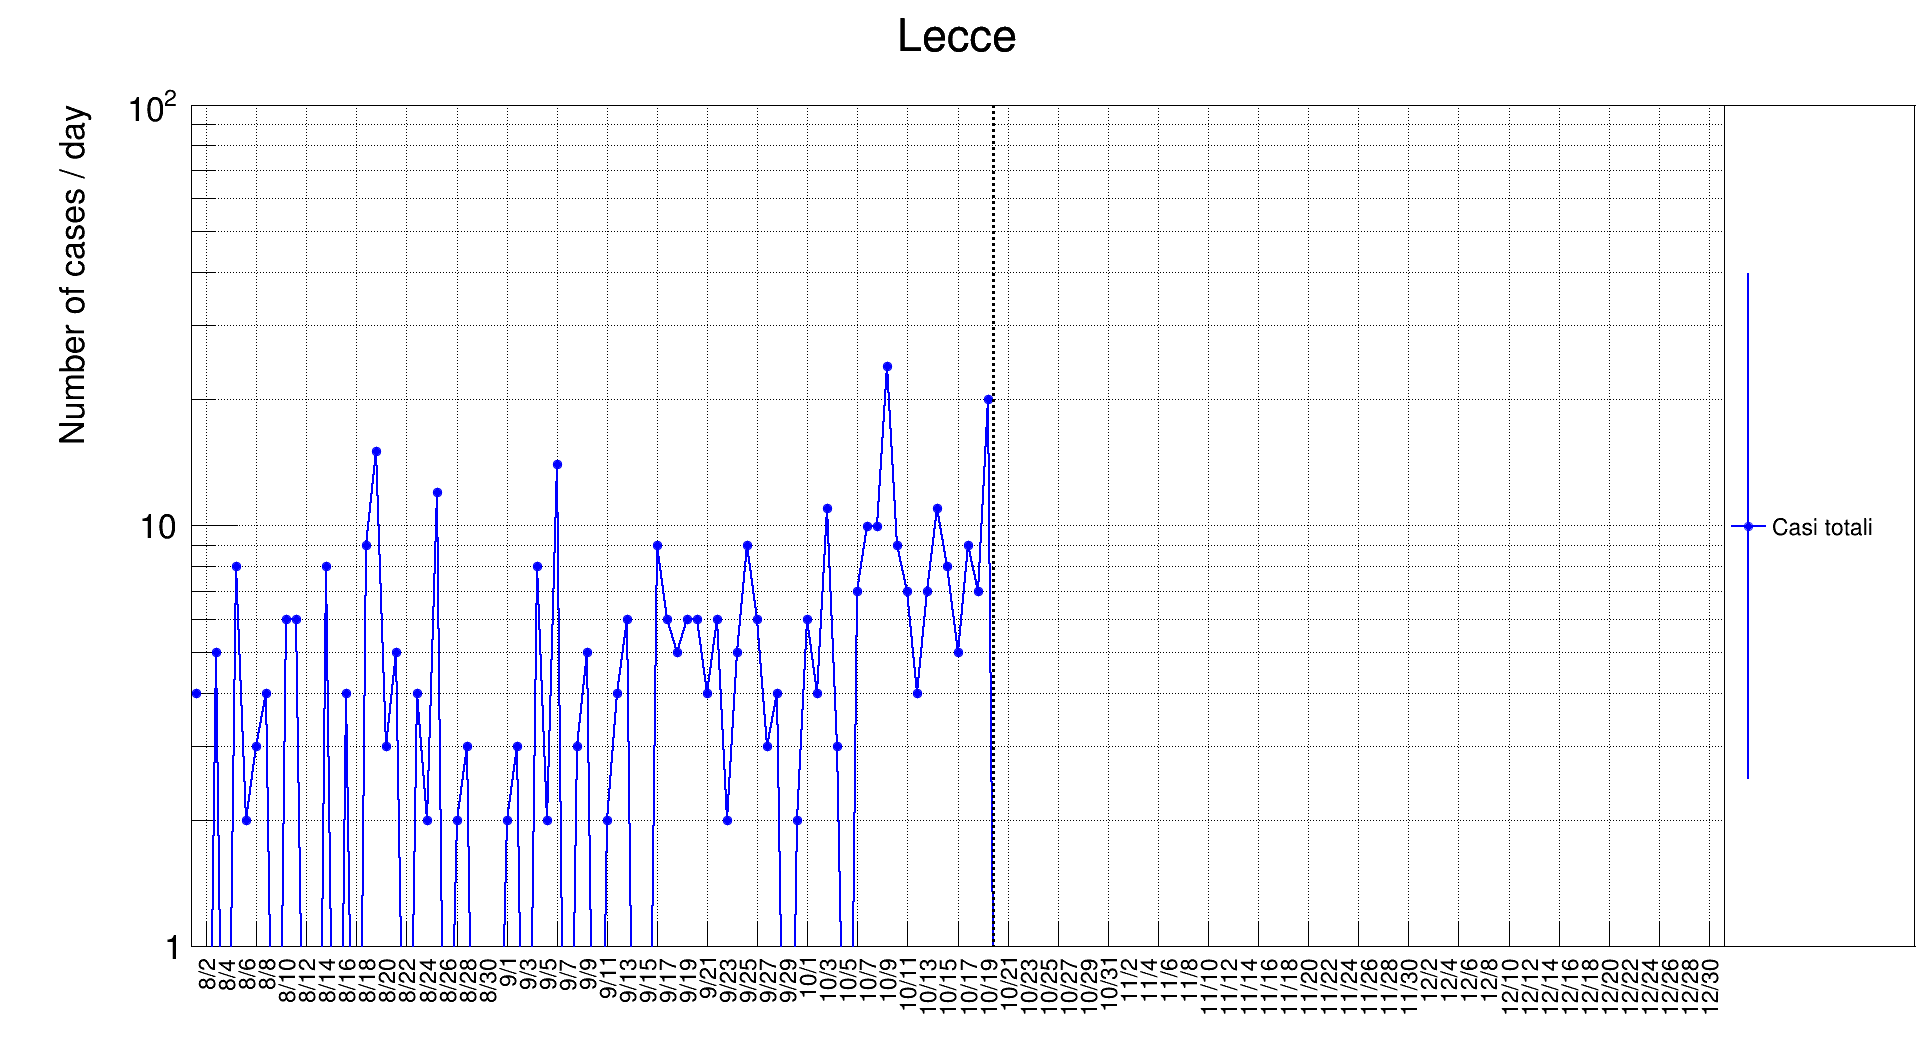 Lecce
Number of cases / day
10²
10
1
8/2 8/4 8/6 8/8 8/10 8/12 8/14 8/16 8/18 8/20 8/22 8/24 8/26 8/28 8/30 9/1 9/3 9/5 9/7 9/9 9/11 9/13 9/15 9/17 9/19 9/21 9/23 9/25 9/27 9/29 10/1 10/3 10/5 10/7 10/9 10/11 10/13 10/15 10/17 10/19 10/21 10/23 10/25 10/27 10/29 10/31 11/2 11/4 11/6 11/8 11/10 11/12 11/14 11/16 11/18 11/20 11/22 11/24 11/26 11/28 11/30 12/2 12/4 12/6 12/8 12/10 12/12 12/14 12/16 12/18 12/20 12/22 12/24 12/26 12/28 12/30
Casi totali